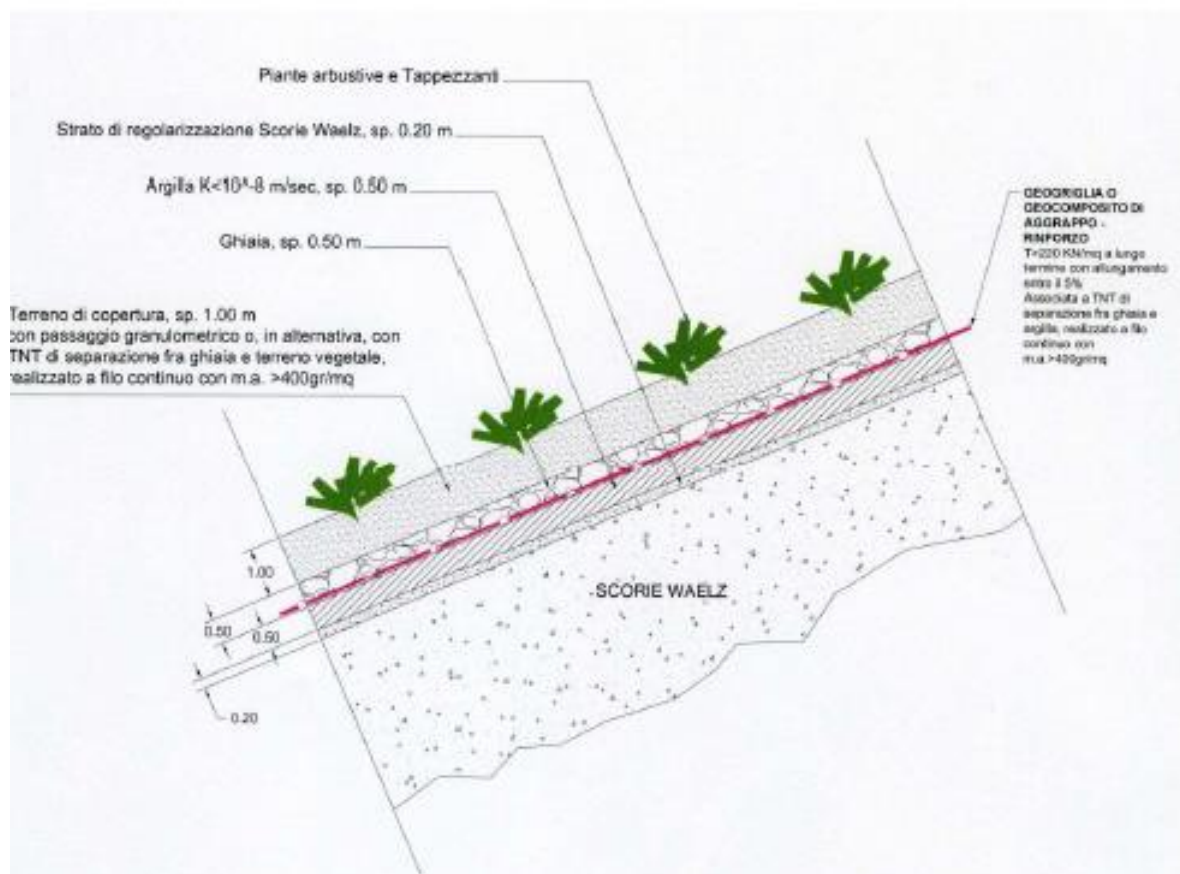 Piante arbustive e Tappezzanti
Strato di regolarizzazione Scorie Waelz, sp. 0.20 m
Argilla K<10^-8 m/sec, sp. 0.50 m
Ghiaia, sp. 0.50 m
Terreno di copertura, sp. 1.00 m
con passaggio granulometrico o, in alternativa, con
TNT di separazione fra ghiaia e terreno vegetale,
realizzato a filo continuo con m.a. >400gr/mq
GEOGRIGLIA O
GEOCOMPOSITO DI
AGGRAPPO -
RINFORZO
T=220 KN/mq a lungo
termine con allungamento
entro il 5%
Associata a TNT di
separazione fra ghiaia e
argilla, realizzato a filo
continuo con
m.a. >400gr/mq
1.00
0.50
0.50
0.20
SCORIE WAELZ